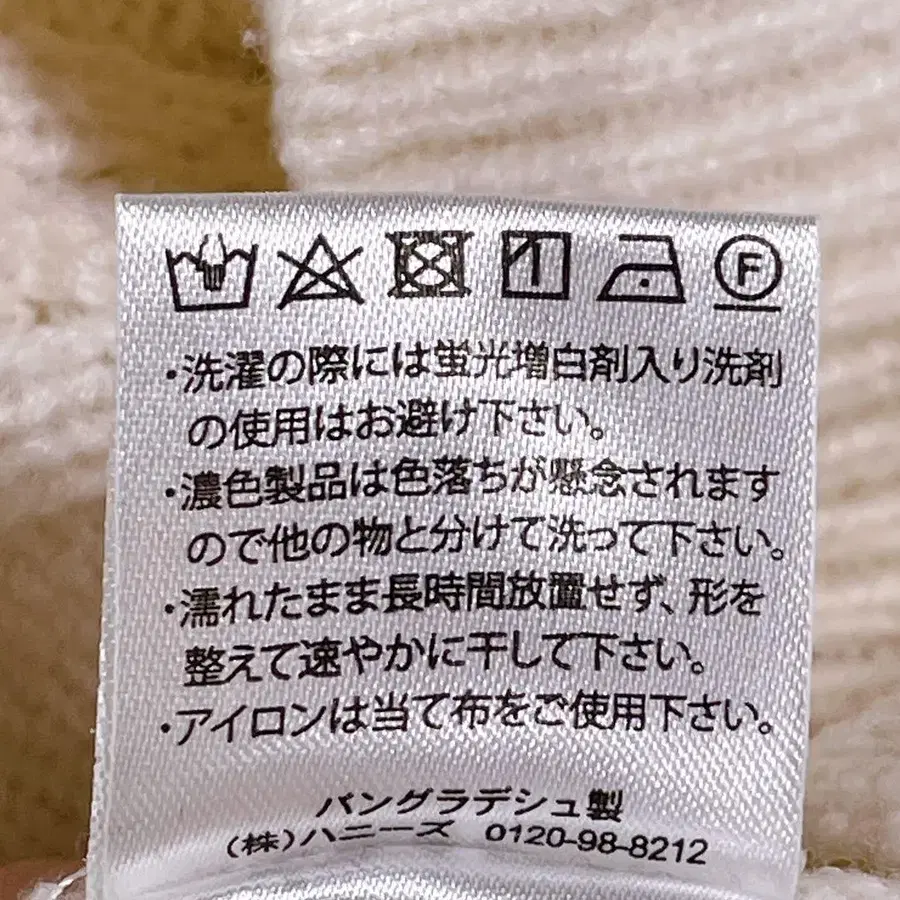 F
・洗濯の際には蛍光増白剤入り洗剤
の使用はお避け下さい。
・濃色製品は色落ちが懸念されます
ので他の物と分けて洗って下さい。
・濡れたまま長時間放置せず、形を
整えて速やかに干して下さい。
・アイロンは当て布をご使用下さい。
バングラデシュ製
(株)ハニーズ 0120-98-8212